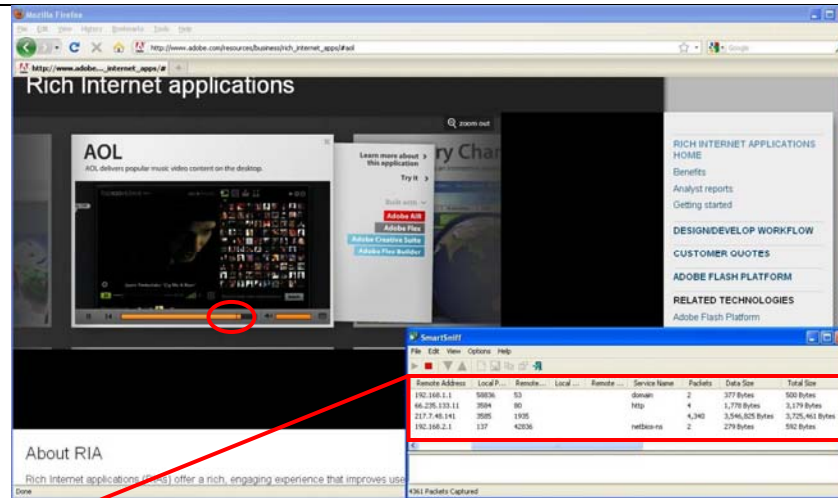 Mozilla Firefox
File Edit View History Bookmarks Tools Help
http://www.adobe.com/resources/business/rich_internet_apps/#aol
Google
http://www.adobe...._internet_apps/#
Rich Internet applications
zoom out
AOL
AOL delivers popular music video content on the desktop.
Learn more about this application
Try it
Built with
Adobe AIR
Adobe Flex
Adobe Creative Suite
Adobe Flex Builder
ry Char
RICH INTERNET APPLICATIONS
HOME
Benefits
Analyst reports
Getting started
DESIGN/DEVELOP WORKFLOW
CUSTOMER QUOTES
ADOBE FLASH PLATFORM
RELATED TECHNOLOGIES
Adobe Flash Platform
SmartSniff
File Edit View Options Help
Remote Address Local P... Remote... Local ... Remote ... Service Name Packets Data Size Total Size
192.168.1.1 58836 53 domain 2 377 Bytes 500 Bytes
66.235.133.11 3584 80 http 4 1,778 Bytes 3,179 Bytes
217.7.48.141 3585 1935 4,340 3,546,825 Bytes 3,725,461 Bytes
192.168.2.1 137 42836 netbios-ns 2 279 Bytes 592 Bytes
4361 Packets Captured
About RIA
Rich Internet applications (RIAs) offer a rich, engaging experience that improves use
Done